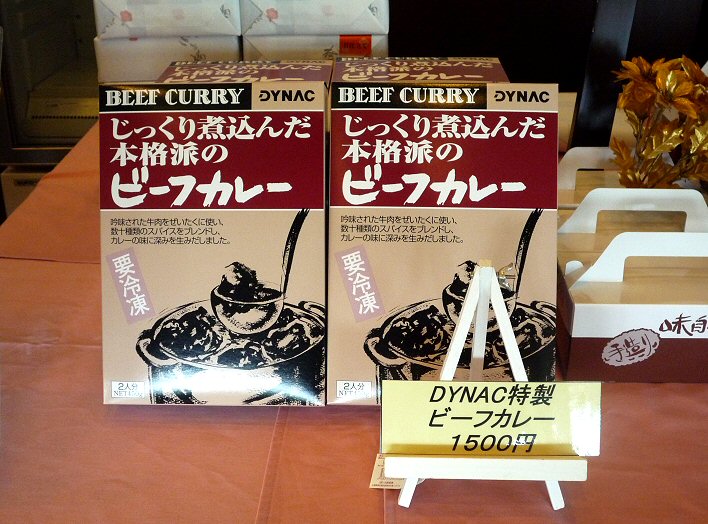 BEEF CURRY DYNAC
じっくり煮込んだ
本格派の
ビーフカレー
吟味された牛肉をぜいたくに使い、
数十種類のスパイスをブレンドし、
カレーの味に深みを生みだしました。
要冷凍
2人分
BEEF CURRY DYNAC
じっくり煮込んだ
本格派の
ビーフカレー
吟味された牛肉をぜいたくに使い、
数十種類のスパイスをブレンドし、
カレーの味に深みを生みだしました。
要冷凍
2人分
DYNAC特製
ビーフカレー
1500円
手造り
味自